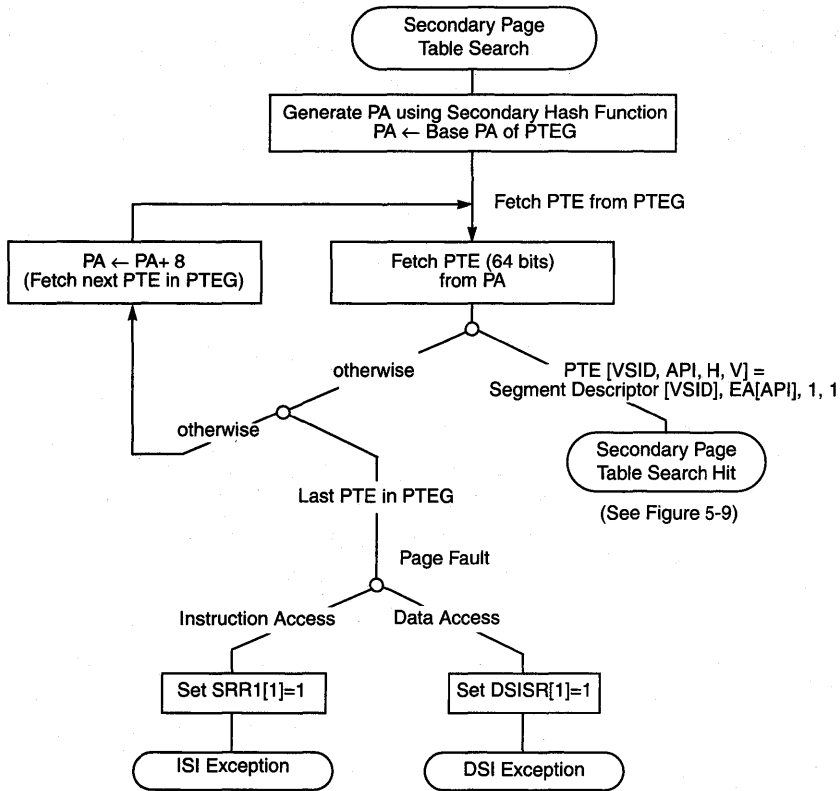 Secondary Page
Table Search
Generate PA using Secondary Hash Function
PA ← Base PA of PTEG
Fetch PTE from PTEG
PA ← PA+ 8
(Fetch next PTE in PTEG)
Fetch PTE (64 bits)
from PA
otherwise
PTE [VSID, API, H, V] =
Segment Descriptor [VSID], EA[API], 1, 1
otherwise
Secondary Page
Table Search Hit
(See Figure 5-9)
Last PTE in PTEG
Page Fault
Instruction Access
Data Access
Set SRR1[1]=1
Set DSISR[1]=1
ISI Exception
DSI Exception